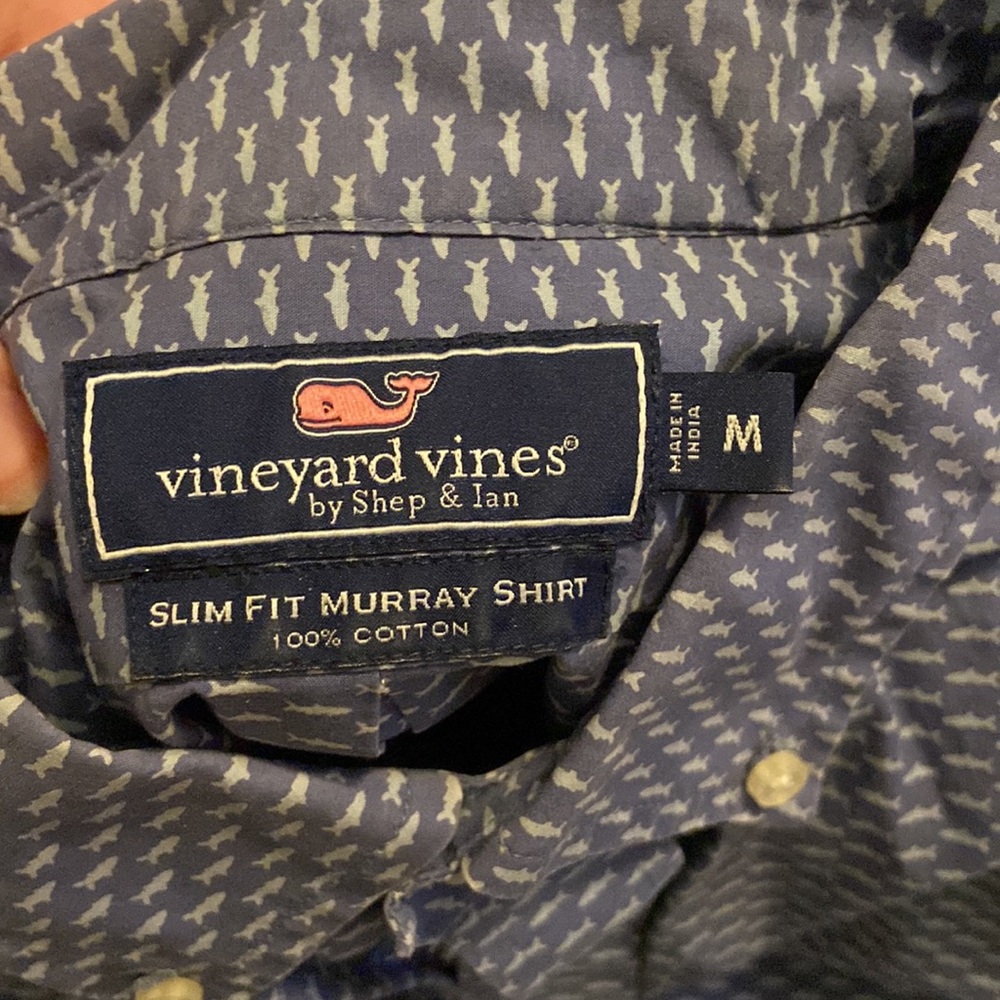 vineyard vines®
by Shep & Ian
SLIM FIT MURRAY SHIRT
100% COTTON
MADE IN
INDIA
M